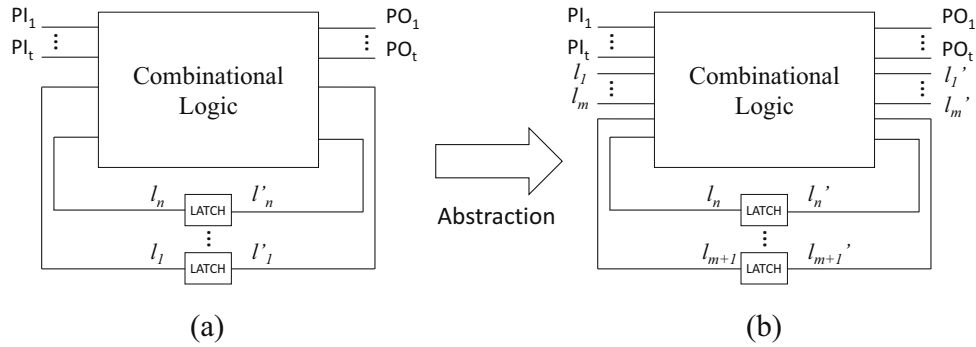 PI₁
⋮
PIₜ
Combinational
Logic
PO₁
⋮
POₜ
lₙ
LATCH
l'ₙ
⋮
l₁
LATCH
l'₁
(a)
Abstraction
PI₁
⋮
PIₜ
l₁
⋮
lₘ
Combinational
Logic
PO₁
⋮
POₜ
l₁'
⋮
lₘ'
lₙ
LATCH
lₙ'
⋮
lₘ₊₁
LATCH
lₘ₊₁'
(b)